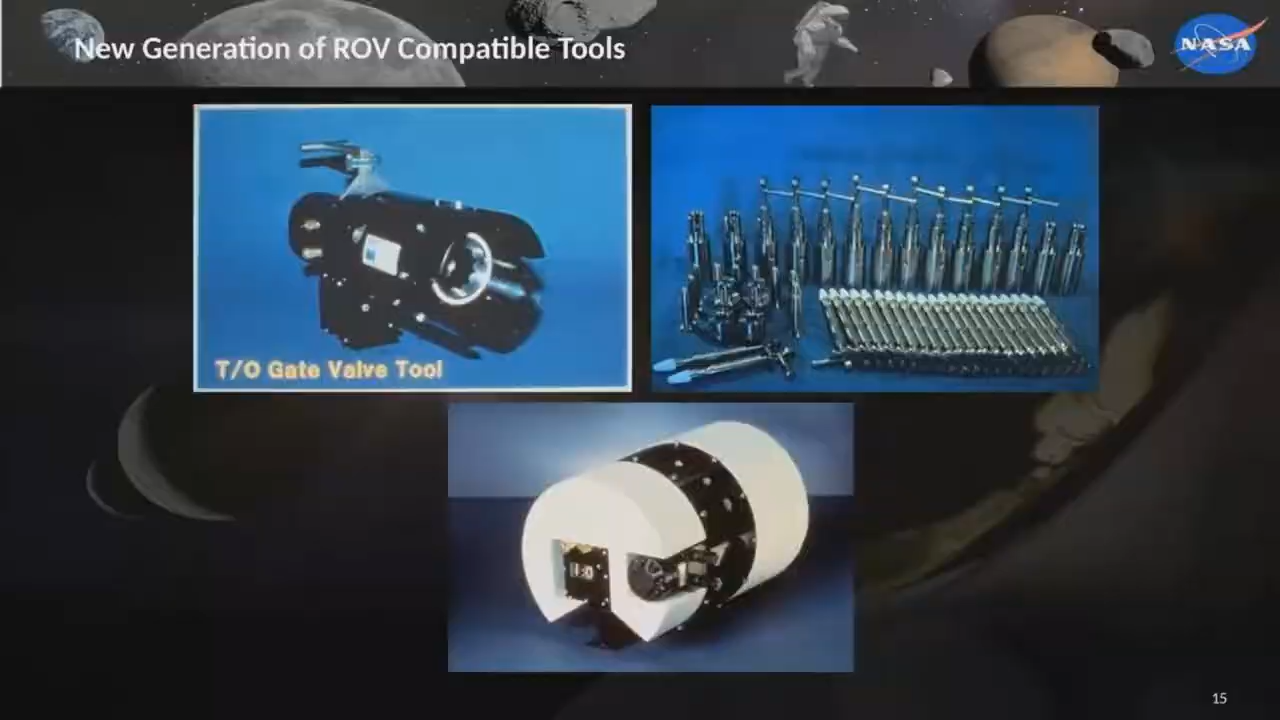 New Generation of ROV Compatible Tools
NASA
T/O Gate Valve Tool
15